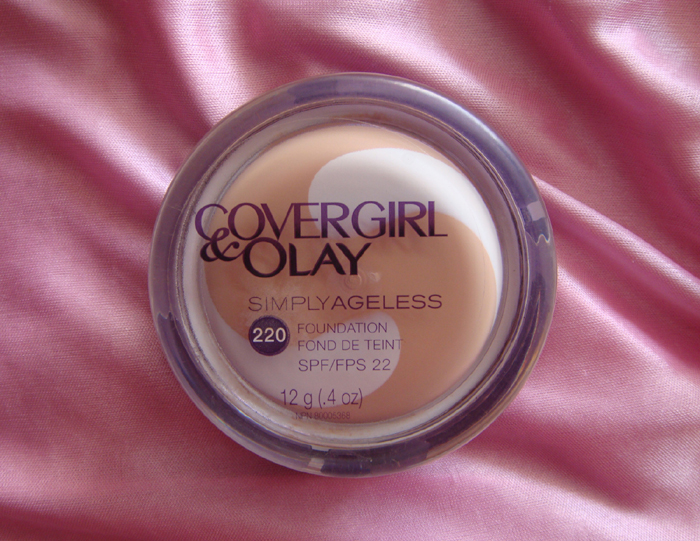 COVERGIRL
& OLAY
SIMPLYAGELESS
220
FOUNDATION
FOND DE TEINT
SPF/FPS 22
12 g (.4 oz)